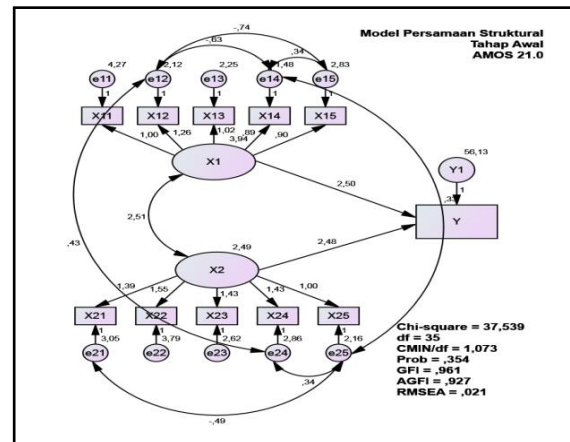 Model Persamaan Struktural
Tahap Awal
AMOS 21.0
-,74
-,63
,34
4,27
2,12
2,25
1,48
2,83
e11
e12
e13
e14
e15
1
1
1
1
1
X11
X12
X13
X14
X15
1,00
1,26
1,02
,89
,90
3,94
X1
56,13
Y1
1
2,50
,33
Y
2,51
,43
2,49
2,48
X2
1,39
1,55
1,43
1,43
1,00
X21
X22
X23
X24
X25
1
1
1
1
1
3,05
3,79
2,62
2,86
2,16
e21
e22
e23
e24
e25
,34
-,49
Chi-square = 37,539
df = 35
CMIN/df = 1,073
Prob = ,354
GFI = ,961
AGFI = ,927
RMSEA = ,021